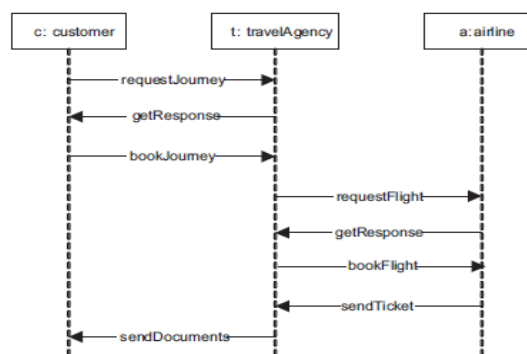 c: customer
t: travelAgency
a:airline
requestJourney
getResponse
bookJourney
requestFlight
getResponse
bookFlight
sendTicket
sendDocuments